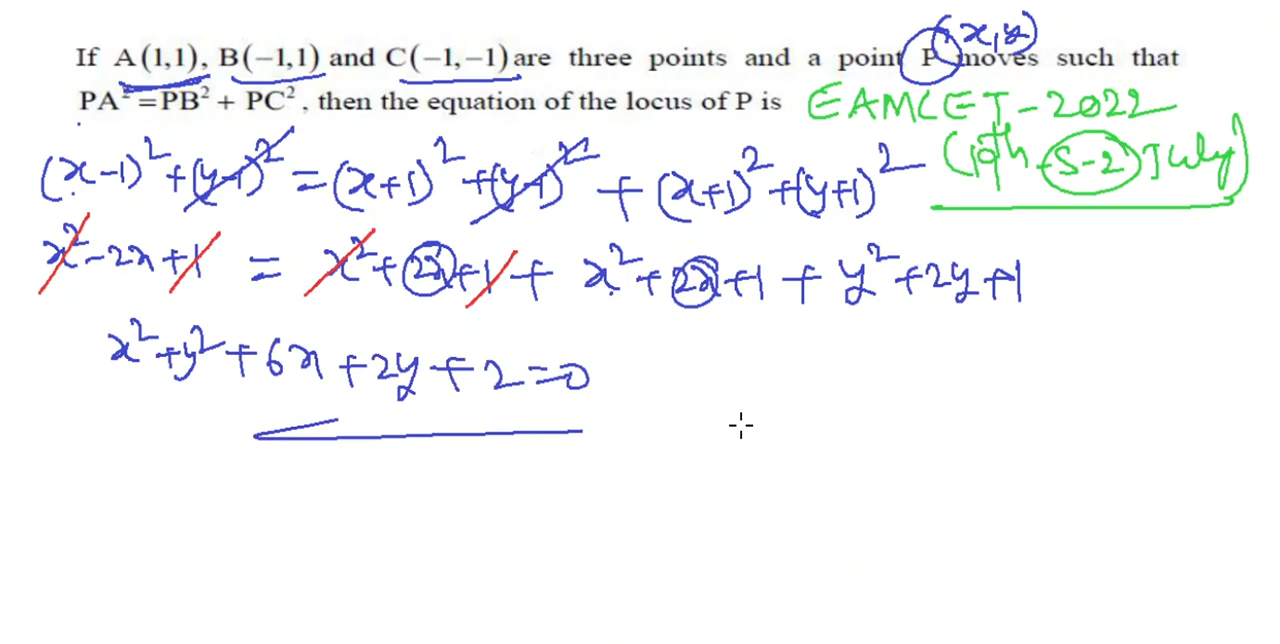 (x,y)
If A(1,1), B(−1,1) and C(−1,−1) are three points and a point P moves such that
PA² = PB² + PC², then the equation of the locus of P is EAMCET-2022
(10th S-2 July)
(x-1)² + (y-1)² = (x+1)² + (y-1)² + (x+1)² + (y+1)²
x² - 2x + 1 = x² + 2x + 1 + x² + 2x + 1 + y² + 2y + 1
x² + y² + 6x + 2y + 2 = 0